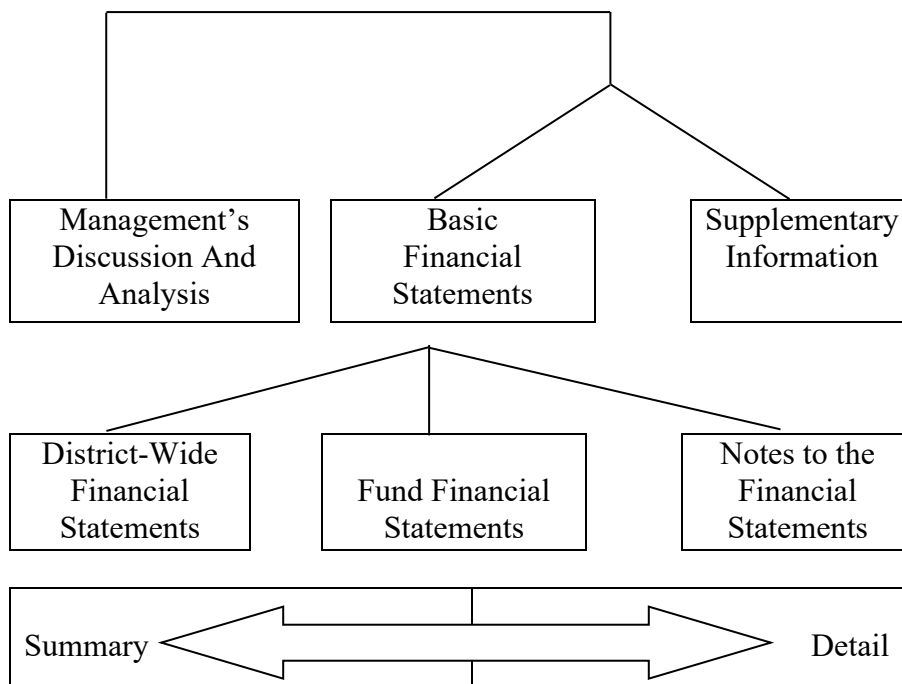 Management’s
Discussion And
Analysis
Basic
Financial
Statements
Supplementary
Information
District-Wide
Financial
Statements
Fund Financial
Statements
Notes to the
Financial
Statements
Summary
Detail